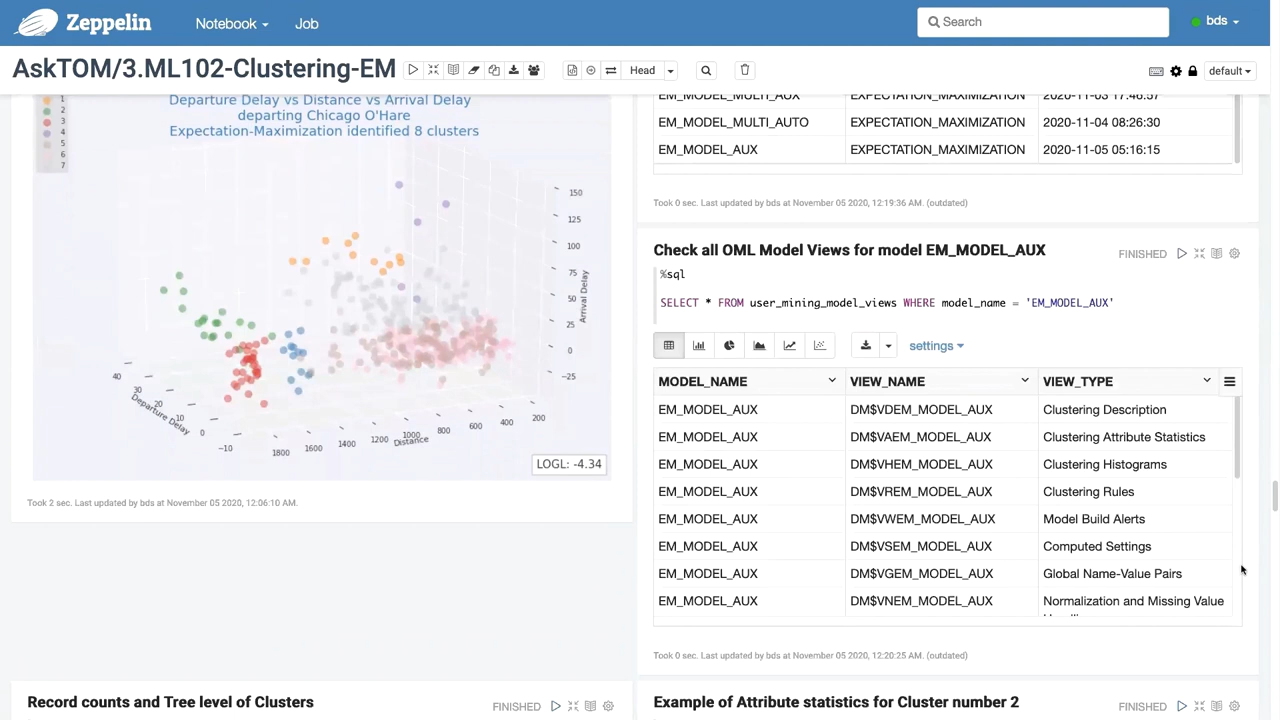 Zeppelin
Notebook
Job
Search
bds
AskTOM/3.ML102-Clustering-EM
Head
default
1
2
3
4
5
6
7
Departure Delay vs Distance vs Arrival Delay
departing Chicago O'Hare
Expectation-Maximization identified 8 clusters
150
125
100
75
50
25
0
−25
Arrival Delay
40
30
20
10
0
−10
Departure Delay
1800
1600
1400
1200
1000
800
600
400
200
Distance
LOGL: -4.34
Took 2 sec. Last updated by bds at November 05 2020, 12:06:10 AM.
EM_MODEL_MULTI_AUX EXPECTATION_MAXIMIZATION 2020-11-03 17:46:57
EM_MODEL_MULTI_AUTO EXPECTATION_MAXIMIZATION 2020-11-04 08:26:30
EM_MODEL_AUX EXPECTATION_MAXIMIZATION 2020-11-05 05:16:15
Took 0 sec. Last updated by bds at November 05 2020, 12:19:36 AM. (outdated)
Check all OML Model Views for model EM_MODEL_AUX
FINISHED
%sql
SELECT * FROM user_mining_model_views WHERE model_name = 'EM_MODEL_AUX'
settings
MODEL_NAME VIEW_NAME VIEW_TYPE
EM_MODEL_AUX DM$VDEM_MODEL_AUX Clustering Description
EM_MODEL_AUX DM$VAEM_MODEL_AUX Clustering Attribute Statistics
EM_MODEL_AUX DM$VHEM_MODEL_AUX Clustering Histograms
EM_MODEL_AUX DM$VREM_MODEL_AUX Clustering Rules
EM_MODEL_AUX DM$VWEM_MODEL_AUX Model Build Alerts
EM_MODEL_AUX DM$VSEM_MODEL_AUX Computed Settings
EM_MODEL_AUX DM$VGEM_MODEL_AUX Global Name-Value Pairs
EM_MODEL_AUX DM$VNEM_MODEL_AUX Normalization and Missing Value
Took 0 sec. Last updated by bds at November 05 2020, 12:20:25 AM. (outdated)
Record counts and Tree level of Clusters
FINISHED
Example of Attribute statistics for Cluster number 2
FINISHED